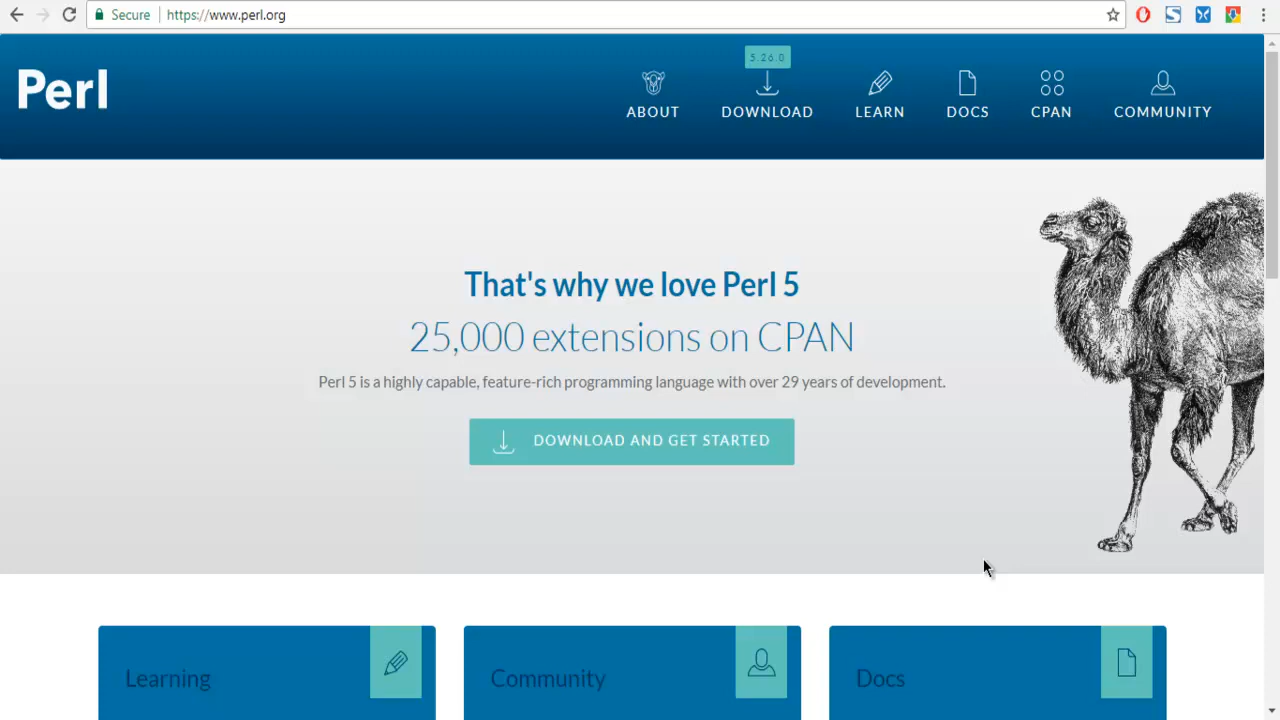 Secure https://www.perl.org
Perl
5.26.0
ABOUT DOWNLOAD LEARN DOCS CPAN COMMUNITY
That's why we love Perl 5
25,000 extensions on CPAN
Perl 5 is a highly capable, feature-rich programming language with over 29 years of development.
DOWNLOAD AND GET STARTED
Learning Community Docs